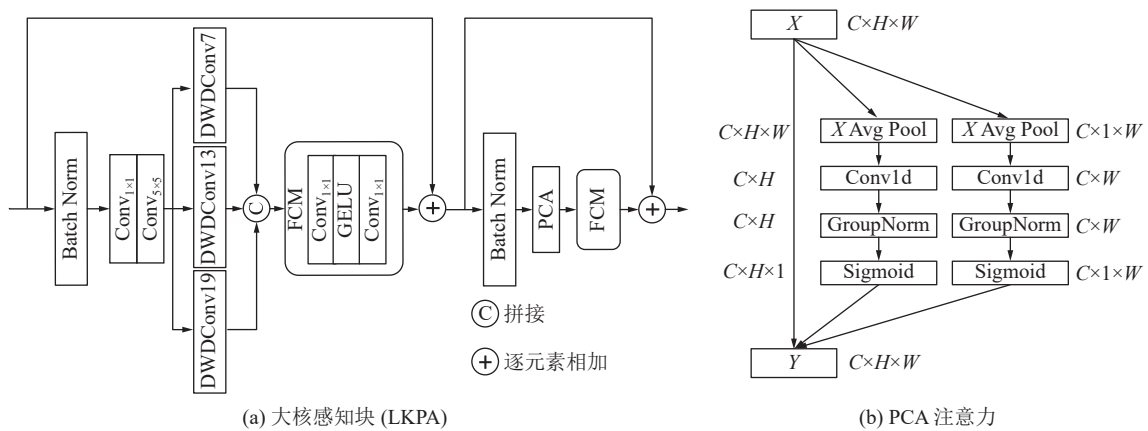 Batch Norm
Conv1×1
Conv5×5
DWDConv7
DWDConv13
DWDConv19
C
FCM
Conv1×1
GELU
Conv1×1
+
Batch Norm
PCA
FCM
+
C 拼接
+ 逐元素相加
(a) 大核感知块 (LKPA)
X C×H×W
C×H×W X Avg Pool X Avg Pool C×1×W
C×H Conv1d Conv1d C×W
C×H GroupNorm GroupNorm C×W
C×H×1 Sigmoid Sigmoid C×1×W
Y C×H×W
(b) PCA 注意力